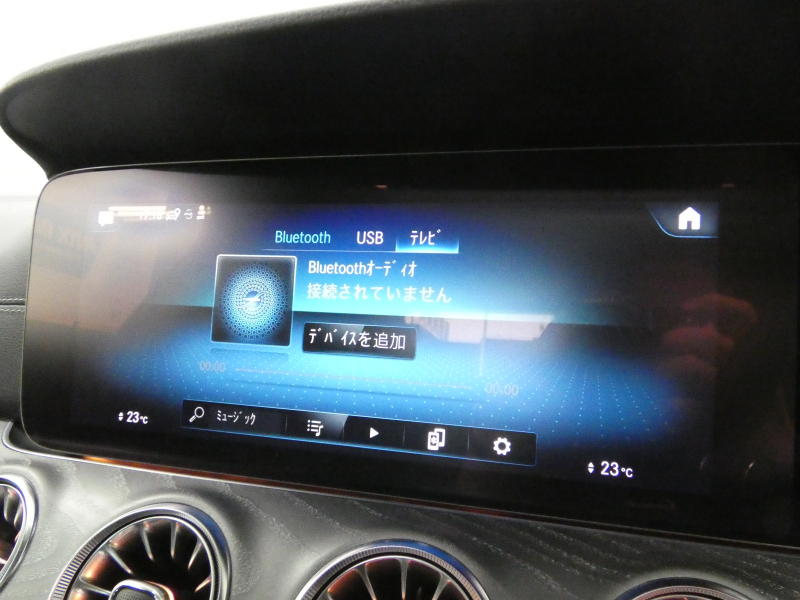 Bluetooth USB ﾃﾚﾋﾞ
Bluetoothｵｰﾃﾞｨｵ
接続されていません
ﾃﾞﾊﾞｲｽを追加
00:00
00:00
ﾐｭｰｼﾞｯｸ
23℃
23℃